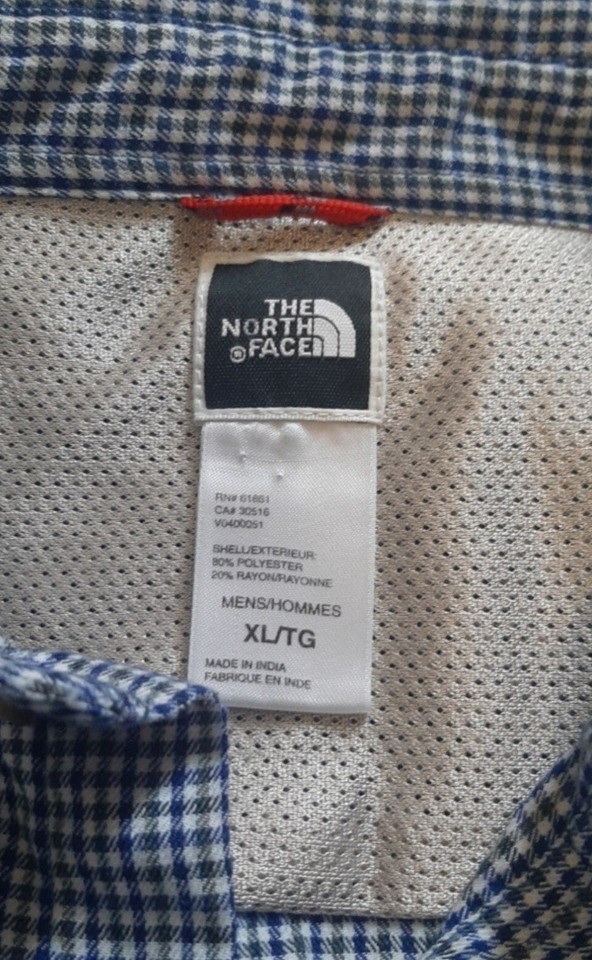 THE
NORTH
®FACE
RN# 61661
CA# 30516
V0400051
SHELL/EXTERIEUR:
80% POLYESTER
20% RAYON/RAYONNE
MENS/HOMMES
XL/TG
MADE IN INDIA
FABRIQUE EN INDE